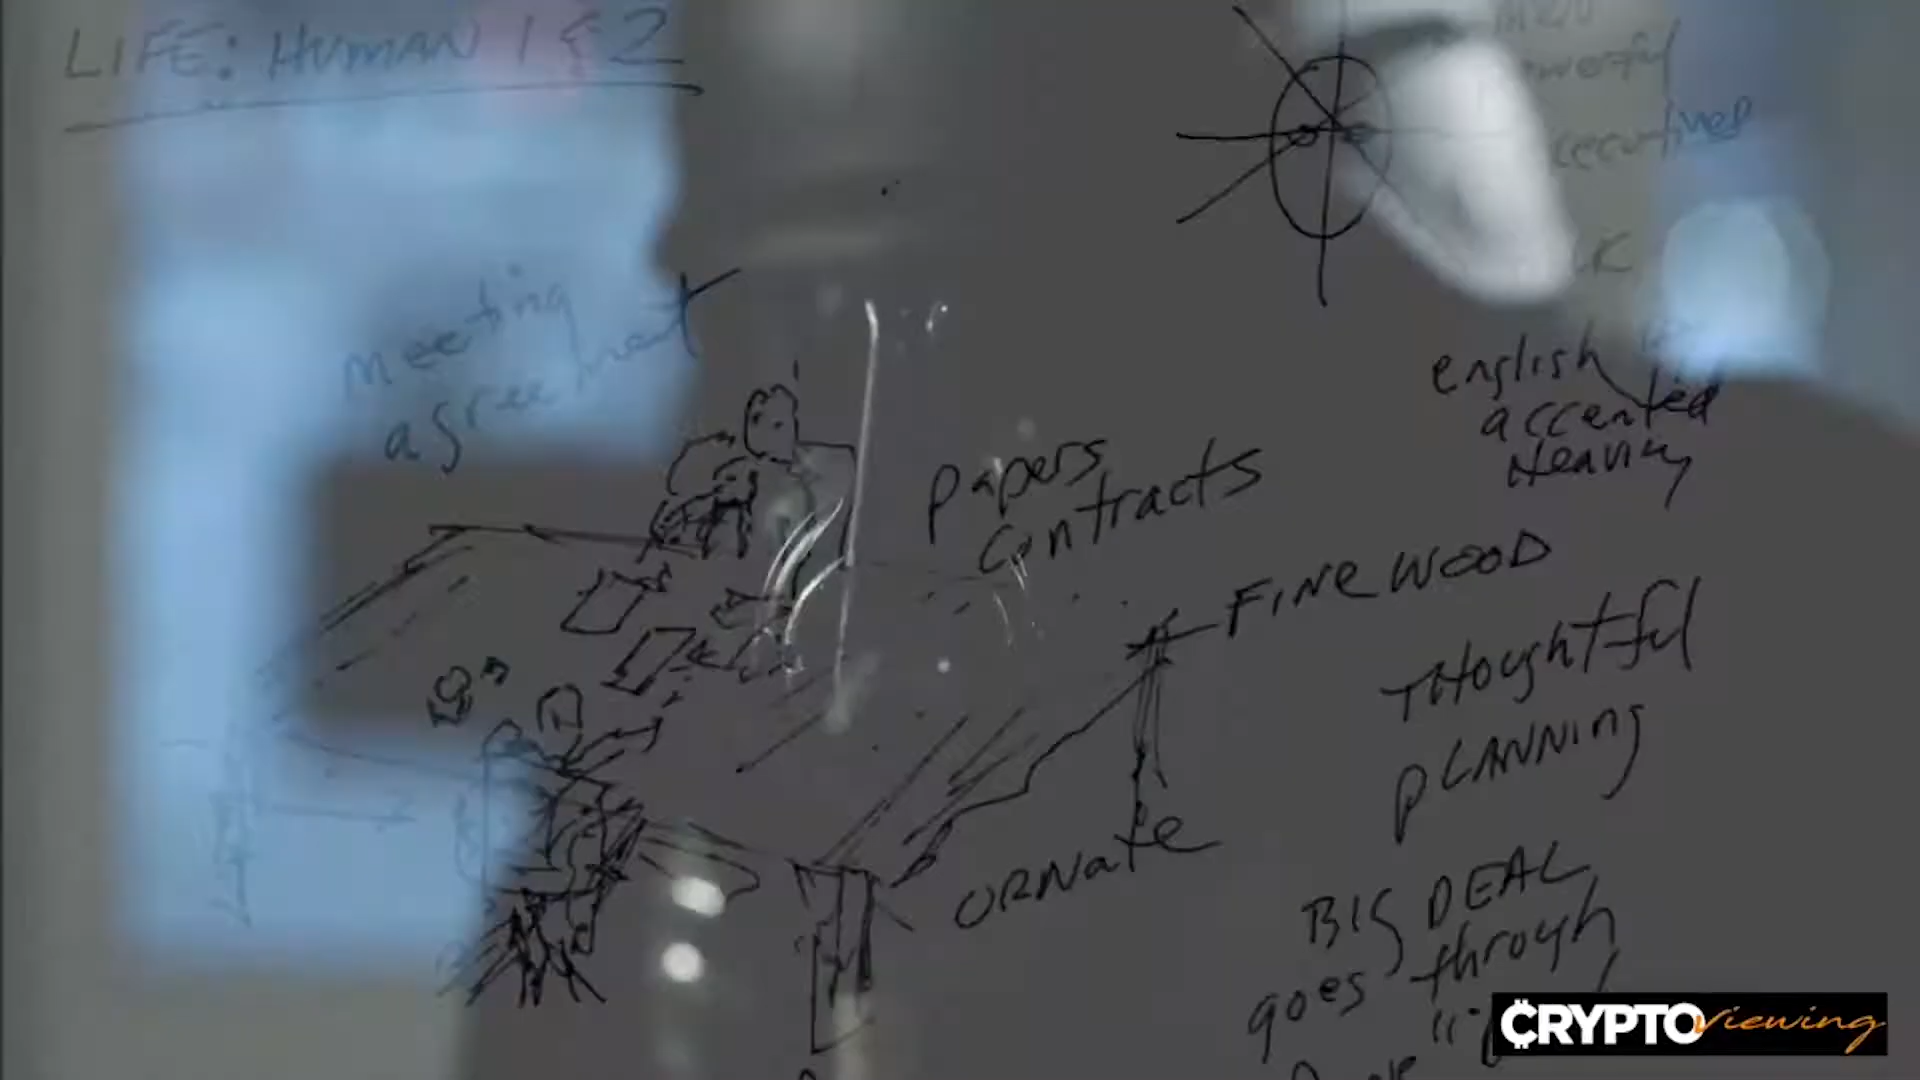 LIFE: HUMAN 1 & 2
meeting
agreement
papers
contracts
english
accented
Heavily
FINE WOOD
THoughtful
pLANNing
ORNate
BIG DEAL
goes through
CRYPTOviewing